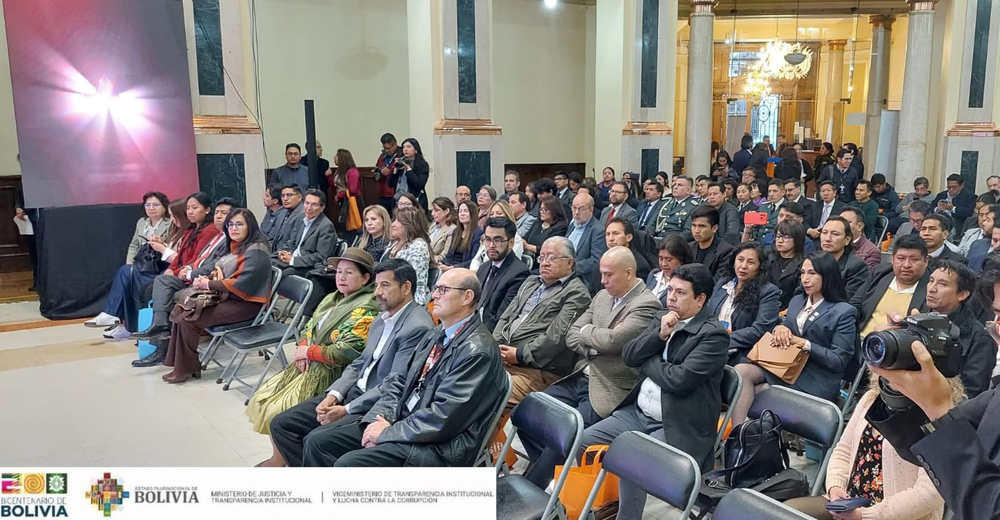 BICENTENARIO DE
BOLIVIA
ESTADO PLURINACIONAL DE
BOLIVIA
MINISTERIO DE JUSTICIA Y
TRANSPARENCIA INSTITUCIONAL
VICEMINISTERIO DE TRANSPARENCIA INSTITUCIONAL
Y LUCHA CONTRA LA CORRUPCIÓN